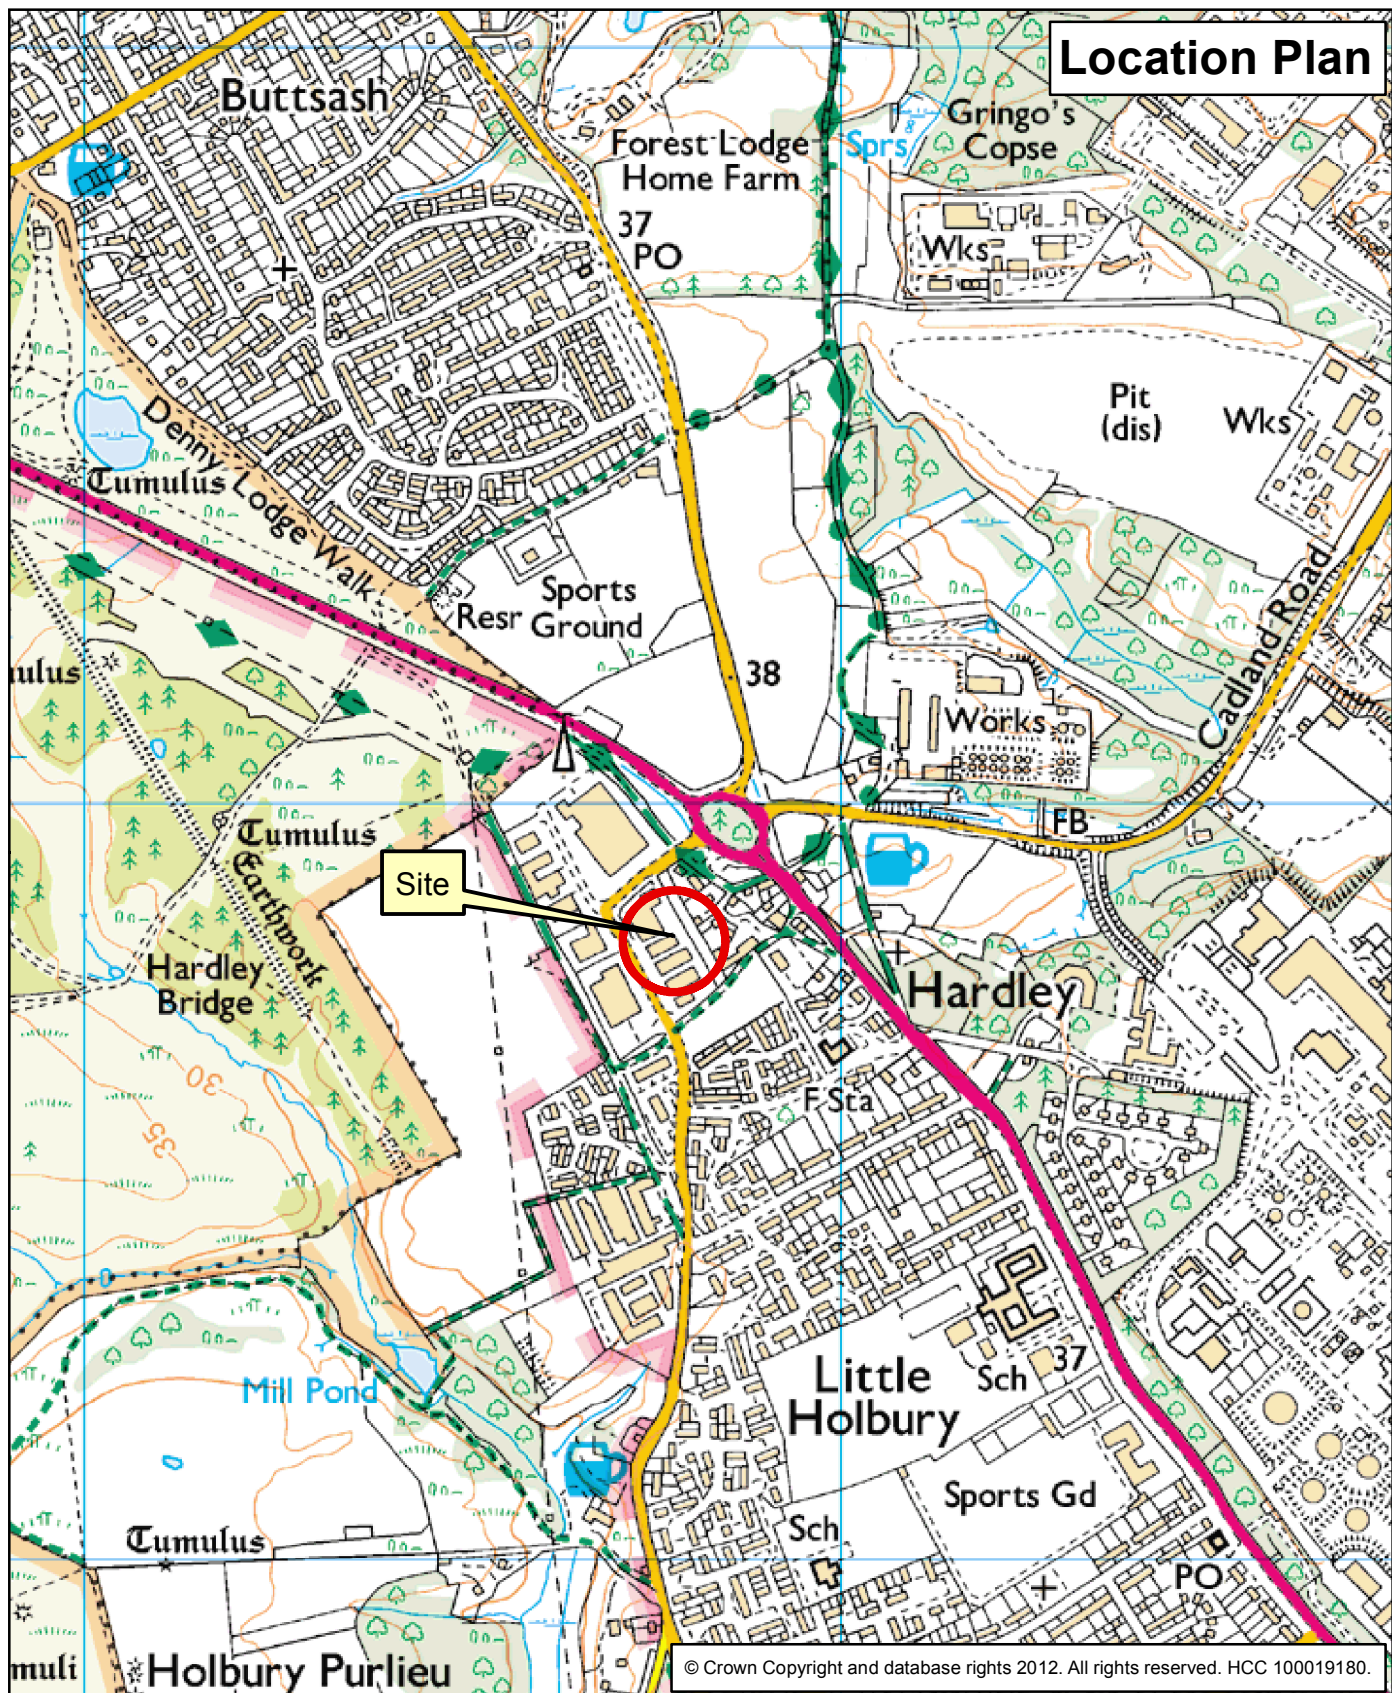 Location Plan
Buttsash
Gringo's
Copse
Forest Lodge
Home Farm
Sprs
37
PO
Wks
Pit
(dis)
Wks
Denny Lodge Walk
Tumulus
Sports
Ground
Resr
Cadland Road
38
mulus
Works
FB
Tumulus
Site
Earthwork
Hardley
Bridge
Hardley
30
35
F Sta
Little
Holbury
Sch
37
Mill Pond
Sports Gd
Sch
Tumulus
PO
muli
Holbury Purlieu
© Crown Copyright and database rights 2012. All rights reserved. HCC 100019180.